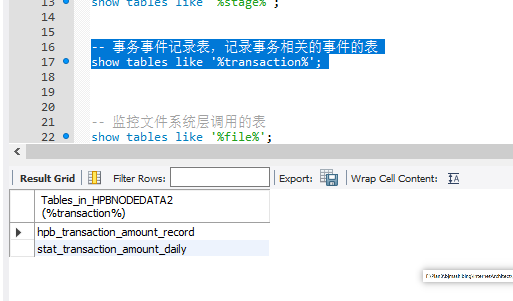 13 show tables like '%stage%';
14
15
16 -- 事务事件记录表，记录事务相关的事件的表
17 show tables like '%transaction%';
18
19
20
21 -- 监控文件系统层调用的表
22 show tables like '%file%';
Result Grid Filter Rows: Export: Wrap Cell Content: IA
Tables_in_HPBNODEDATA2
(%transaction%)
hpb_transaction_amount_record
stat_transaction_amount_daily